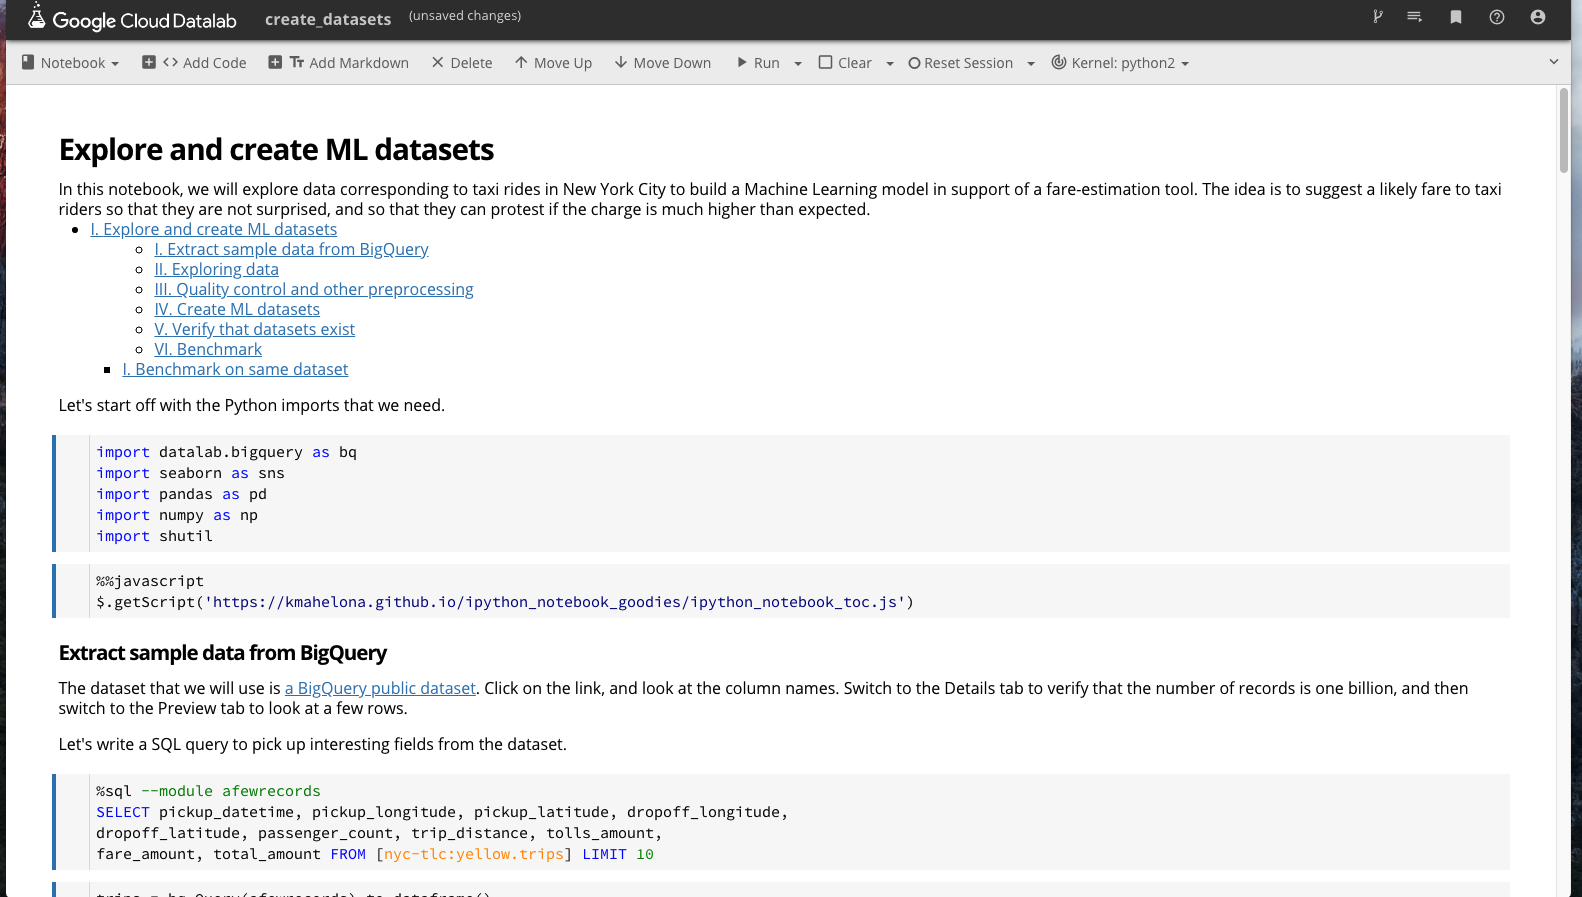 Google Cloud Datalab create_datasets (unsaved changes)
Notebook <> Add Code Tт Add Markdown Delete Move Up Move Down Run Clear Reset Session Kernel: python2
Explore and create ML datasets
In this notebook, we will explore data corresponding to taxi rides in New York City to build a Machine Learning model in support of a fare-estimation tool. The idea is to suggest a likely fare to taxi
riders so that they are not surprised, and so that they can protest if the charge is much higher than expected.
I. Explore and create ML datasets
I. Extract sample data from BigQuery
II. Exploring data
III. Quality control and other preprocessing
IV. Create ML datasets
V. Verify that datasets exist
VI. Benchmark
I. Benchmark on same dataset
Let's start off with the Python imports that we need.
import datalab.bigquery as bq
import seaborn as sns
import pandas as pd
import numpy as np
import shutil
%%javascript
$.getScript('https://kmahelona.github.io/ipython_notebook_goodies/ipython_notebook_toc.js')
Extract sample data from BigQuery
The dataset that we will use is a BigQuery public dataset. Click on the link, and look at the column names. Switch to the Details tab to verify that the number of records is one billion, and then
switch to the Preview tab to look at a few rows.
Let's write a SQL query to pick up interesting fields from the dataset.
%sql --module afewrecords
SELECT pickup_datetime, pickup_longitude, pickup_latitude, dropoff_longitude,
dropoff_latitude, passenger_count, trip_distance, tolls_amount,
fare_amount, total_amount FROM [nyc-tlc:yellow.trips] LIMIT 10
trips = bq.Query(afewrecords).to_dataframe()